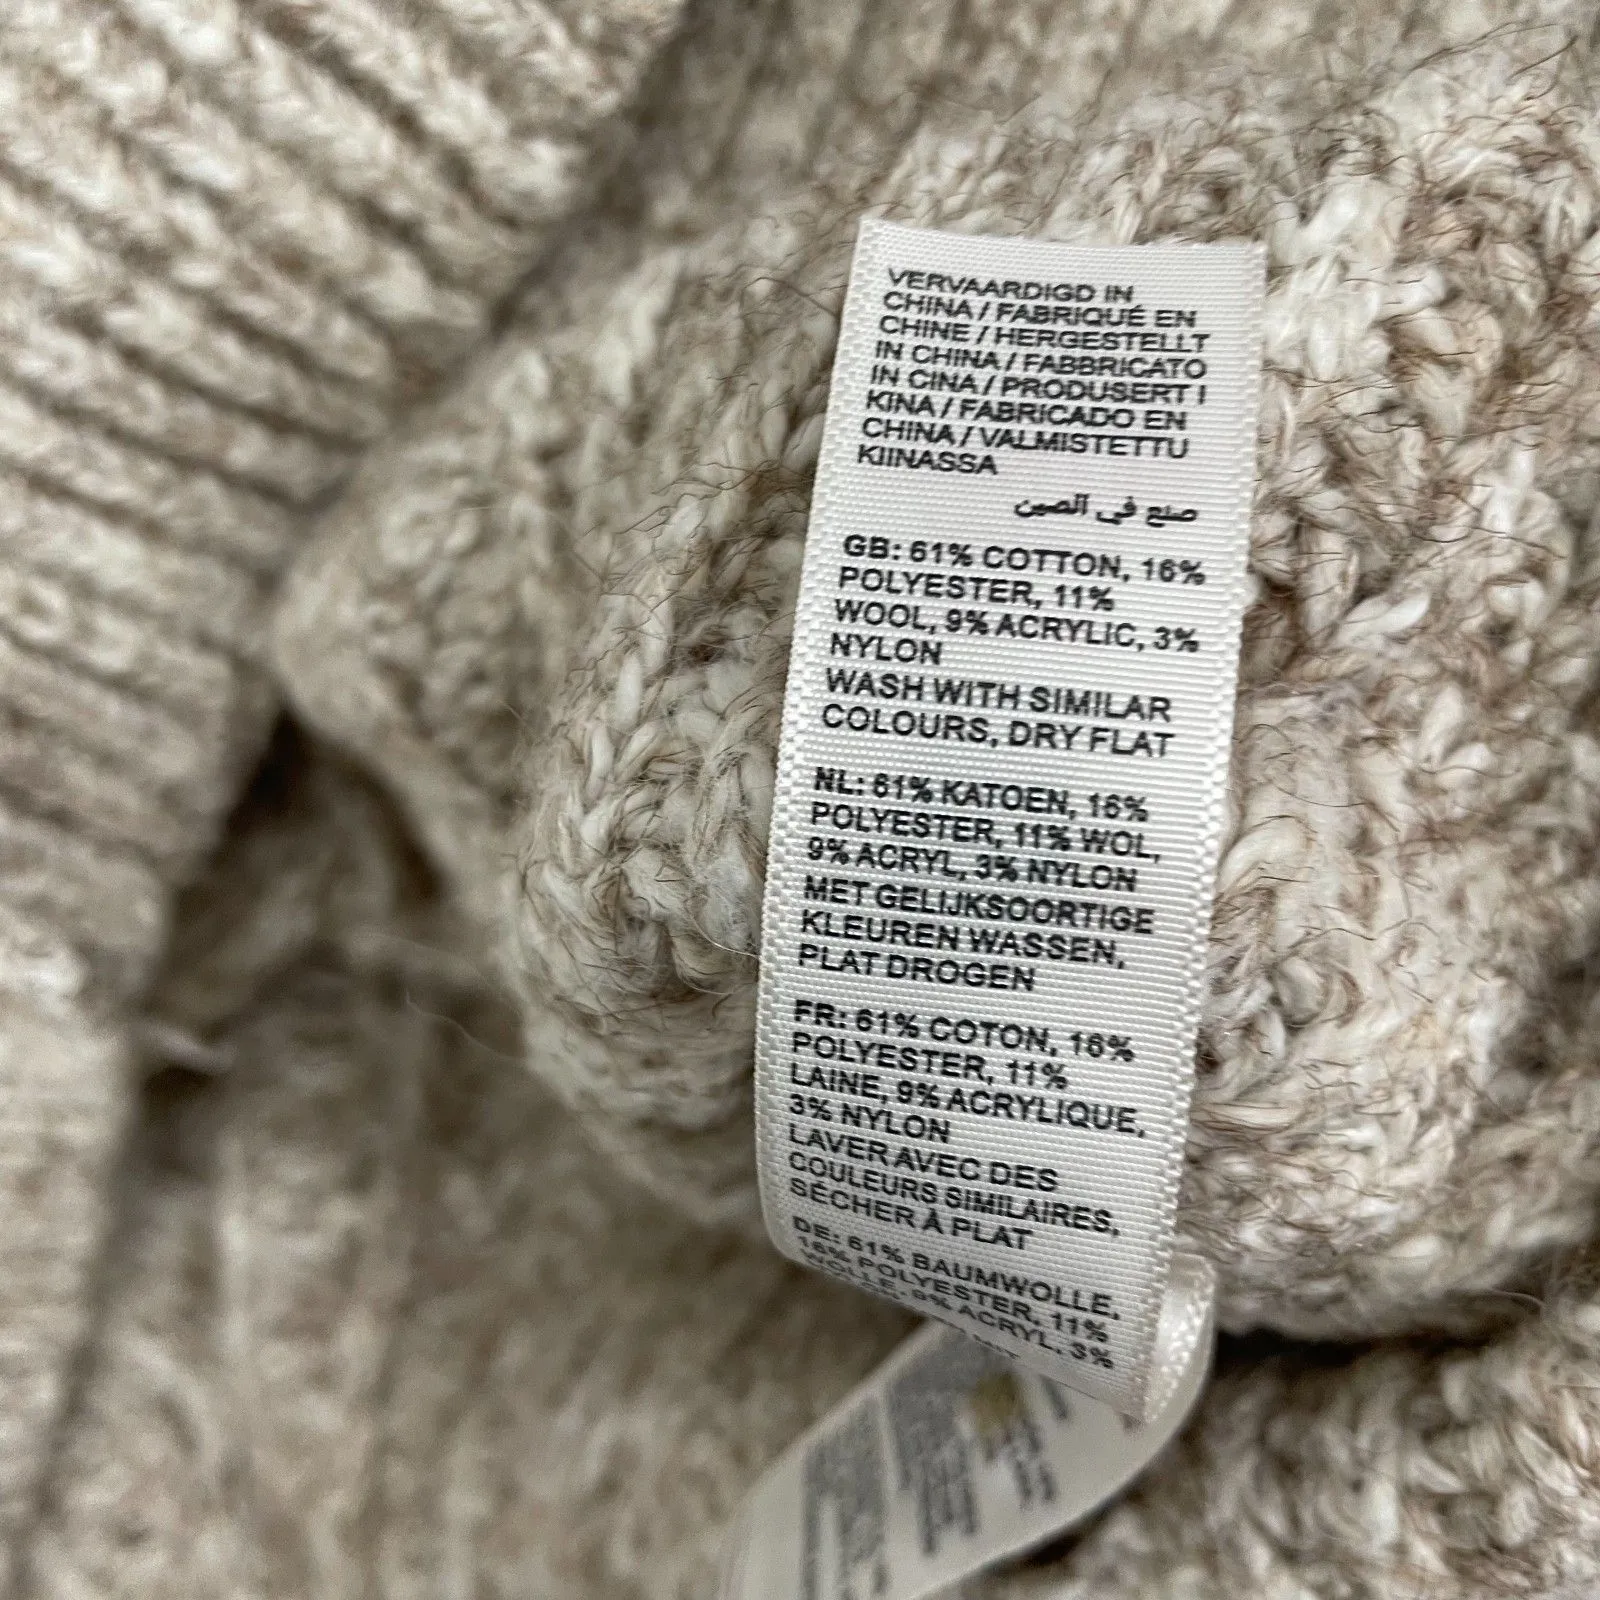 VERVAARDIGD IN
CHINA / FABRIQUÉ EN
CHINE / HERGESTELLT
IN CHINA / FABBRICATO
IN CINA / PRODUSERT I
KINA / FABRICADO EN
CHINA / VALMISTETTU
KIINASSA
صنع في الصين
GB: 61% COTTON, 16%
POLYESTER, 11%
WOOL, 9% ACRYLIC, 3%
NYLON
WASH WITH SIMILAR
COLOURS, DRY FLAT
NL: 61% KATOEN, 16%
POLYESTER, 11% WOL,
9% ACRYL, 3% NYLON
MET GELIJKSOORTIGE
KLEUREN WASSEN,
PLAT DROGEN
FR: 61% COTON, 16%
POLYESTER, 11%
LAINE, 9% ACRYLIQUE,
3% NYLON
LAVER AVEC DES
COULEURS SIMILAIRES,
SÉCHER À PLAT
DE: 61% BAUMWOLLE,
16% POLYESTER, 11%
WOLLE, 9% ACRYL, 3%